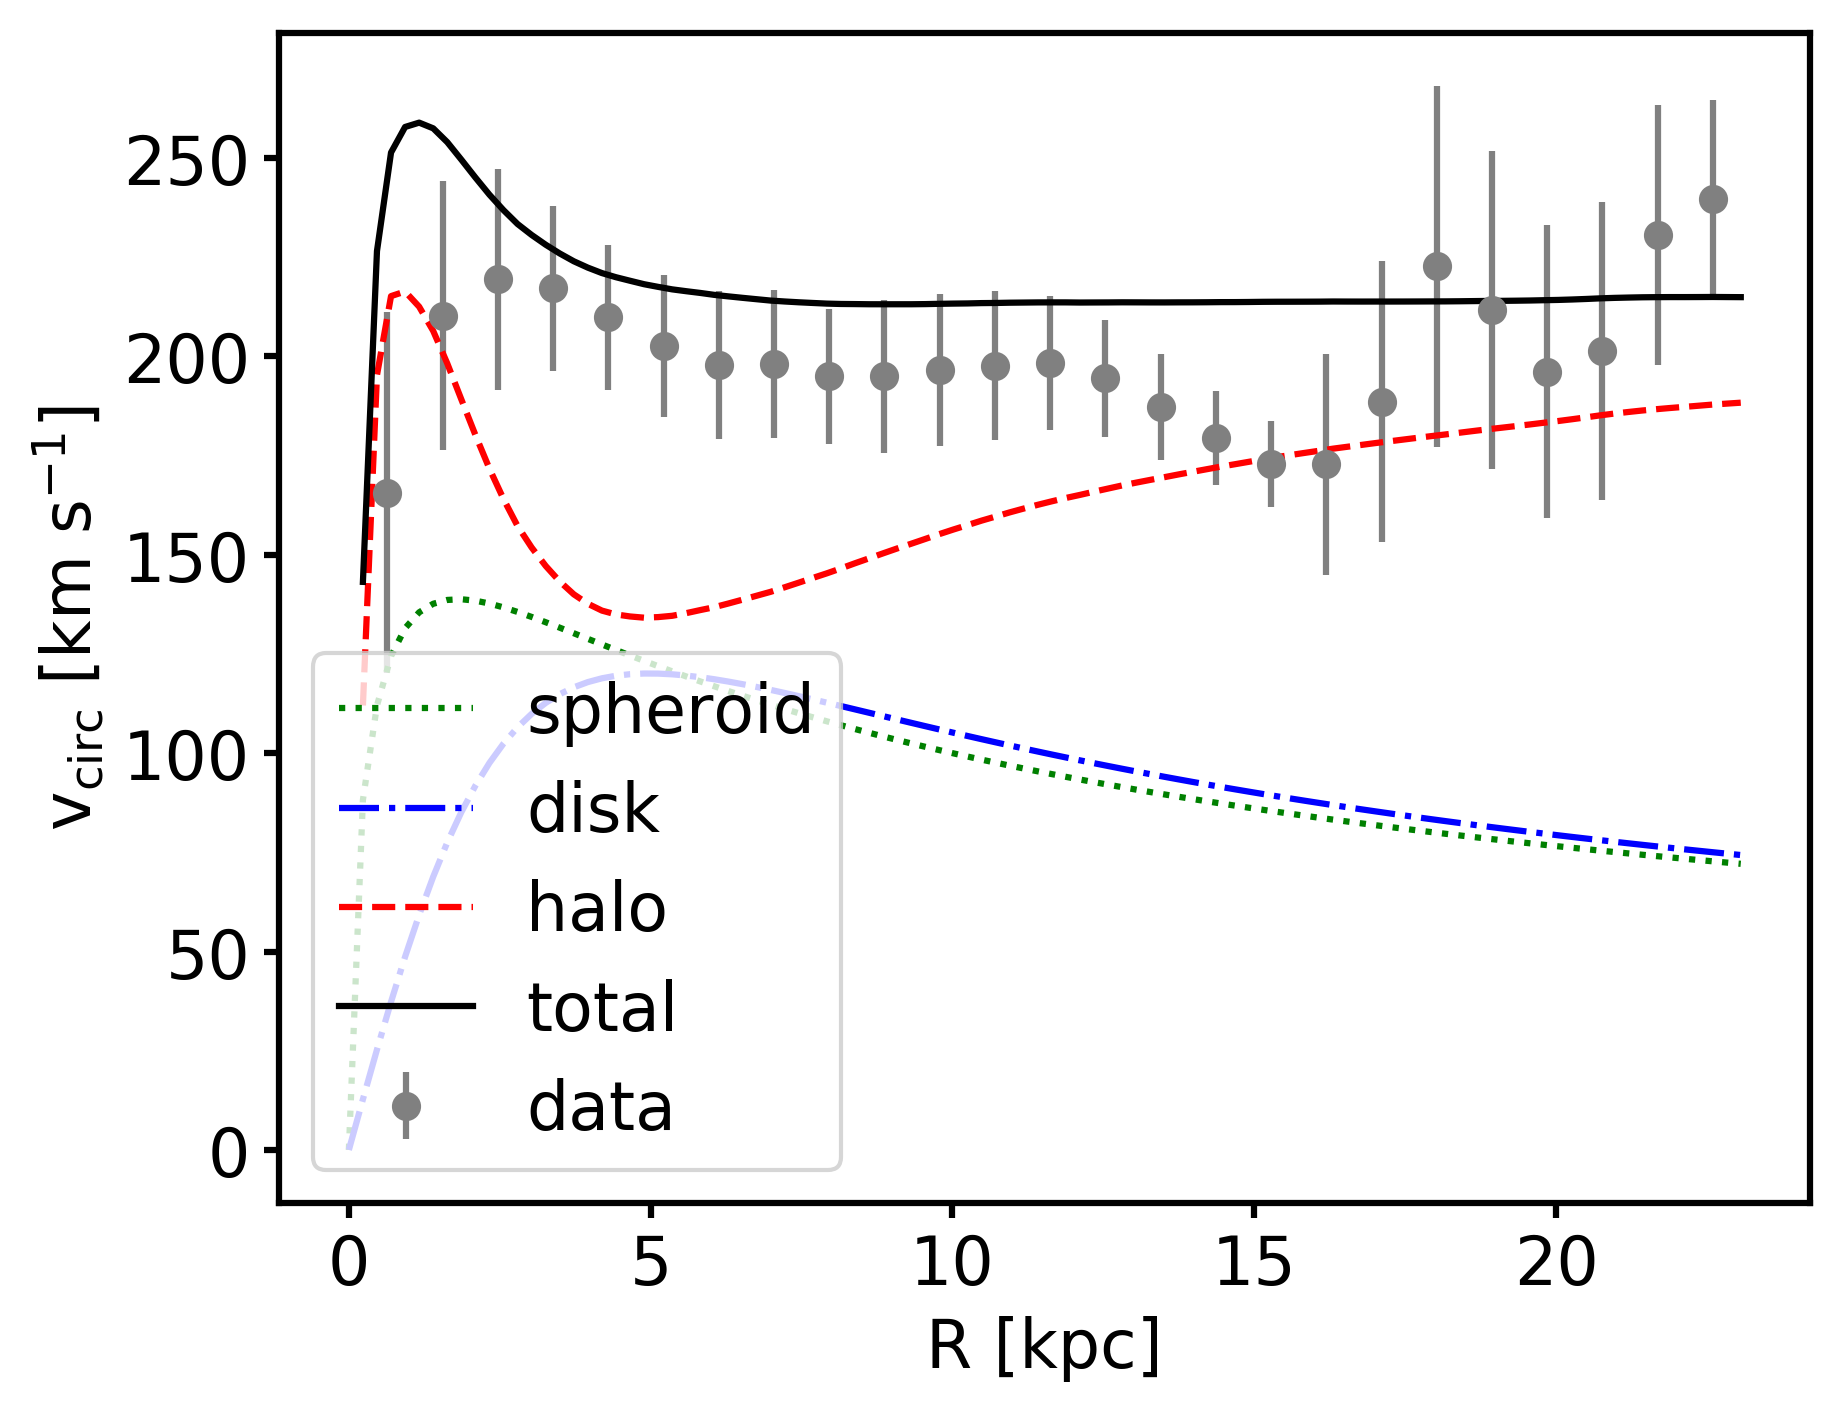 v_circ [km s⁻¹]
250
200
150
100
50
0
spheroid
disk
halo
total
data
0 5 10 15 20
R [kpc]